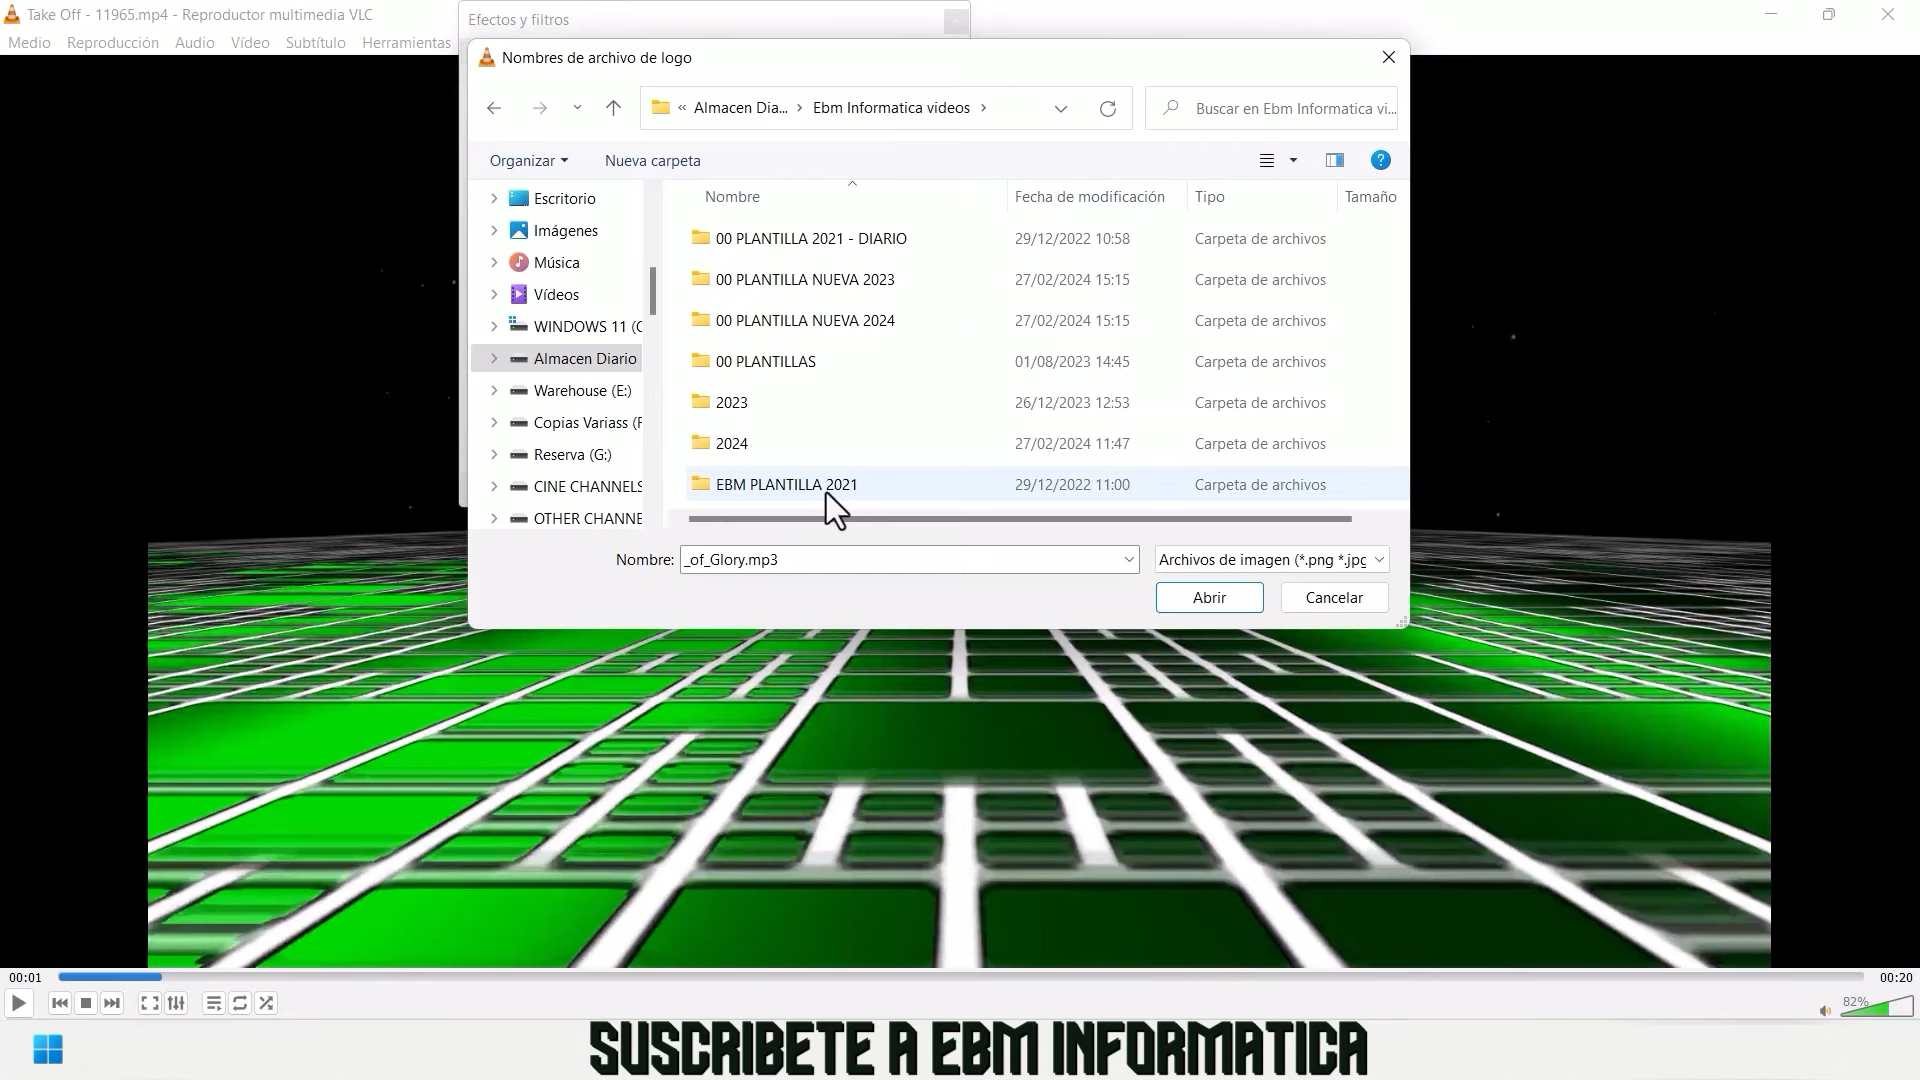 Take Off - 11965.mp4 - Reproductor multimedia VLC
Efectos y filtros
Medio Reproducción Audio Vídeo Subtítulo Herramientas
Nombres de archivo de logo
« Almacen Dia... > Ebm Informatica videos >
Buscar en Ebm Informatica vi...
Organizar Nueva carpeta
?
Nombre Fecha de modificación Tipo Tamaño
Escritorio
Imágenes
Música
Vídeos
WINDOWS 11 (C
Almacen Diario
Warehouse (E:)
Copias Variass (F
Reserva (G:)
CINE CHANNELS
OTHER CHANNE
00 PLANTILLA 2021 - DIARIO 29/12/2022 10:58 Carpeta de archivos
00 PLANTILLA NUEVA 2023 27/02/2024 15:15 Carpeta de archivos
00 PLANTILLA NUEVA 2024 27/02/2024 15:15 Carpeta de archivos
00 PLANTILLAS 01/08/2023 14:45 Carpeta de archivos
2023 26/12/2023 12:53 Carpeta de archivos
2024 27/02/2024 11:47 Carpeta de archivos
EBM PLANTILLA 2021 29/12/2022 11:00 Carpeta de archivos
Nombre: _of_Glory.mp3 Archivos de imagen (*.png *.jpg
Abrir Cancelar
00:01 00:20
82%
SUSCRIBETE A EBM INFORMATICA